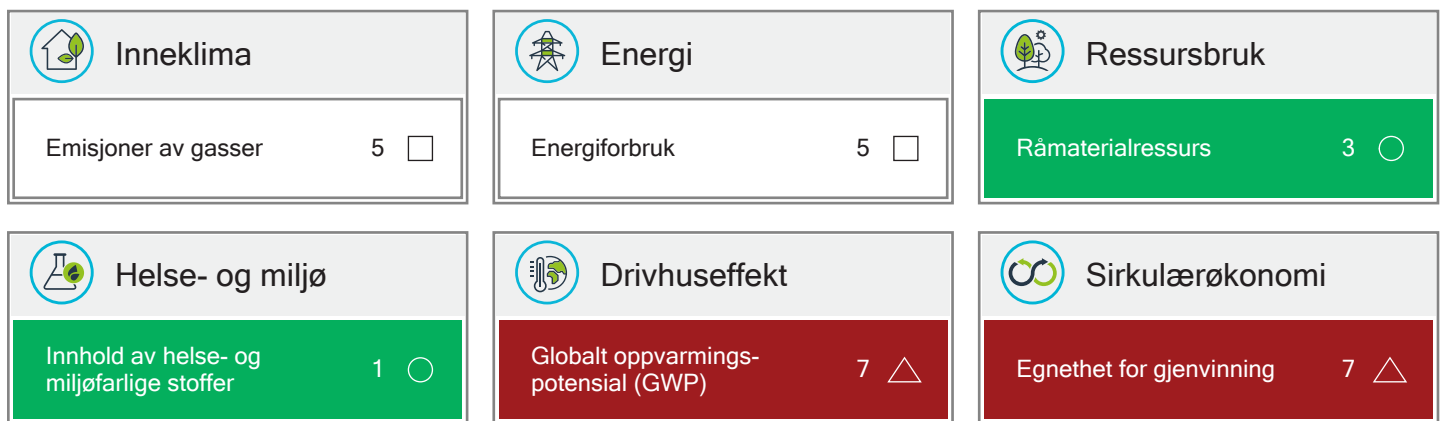 Inneklima
Emisjoner av gasser 5
Energi
Energiforbruk 5
Ressursbruk
Råmaterialressurs 3
Helse- og miljø
Innhold av helse- og
miljøfarlige stoffer 1
Drivhuseffekt
Globalt oppvarmings-
potensial (GWP) 7
Sirkulærøkonomi
Egnethet for gjenvinning 7